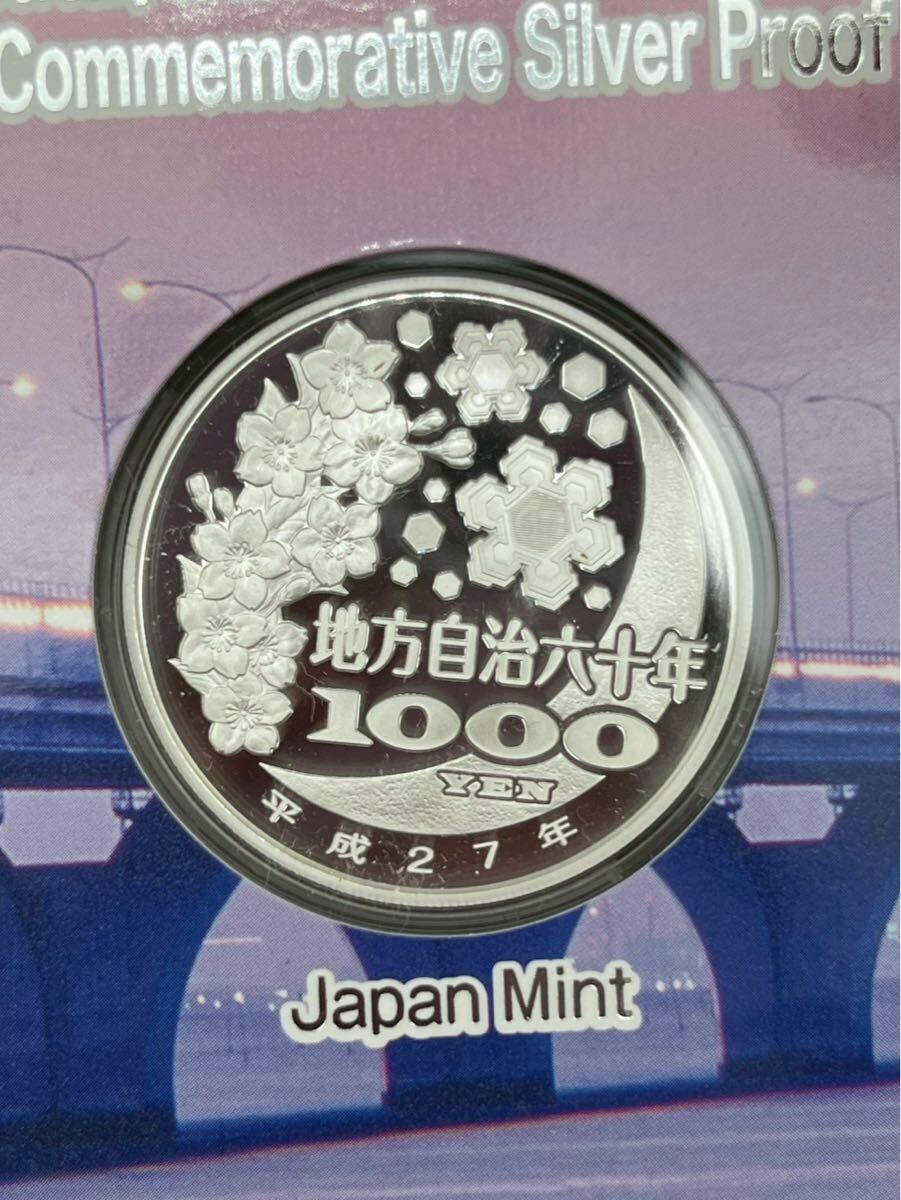 Commemorative Silver Proof
地方自治六十年
1000
YEN
平成27年
Japan Mint